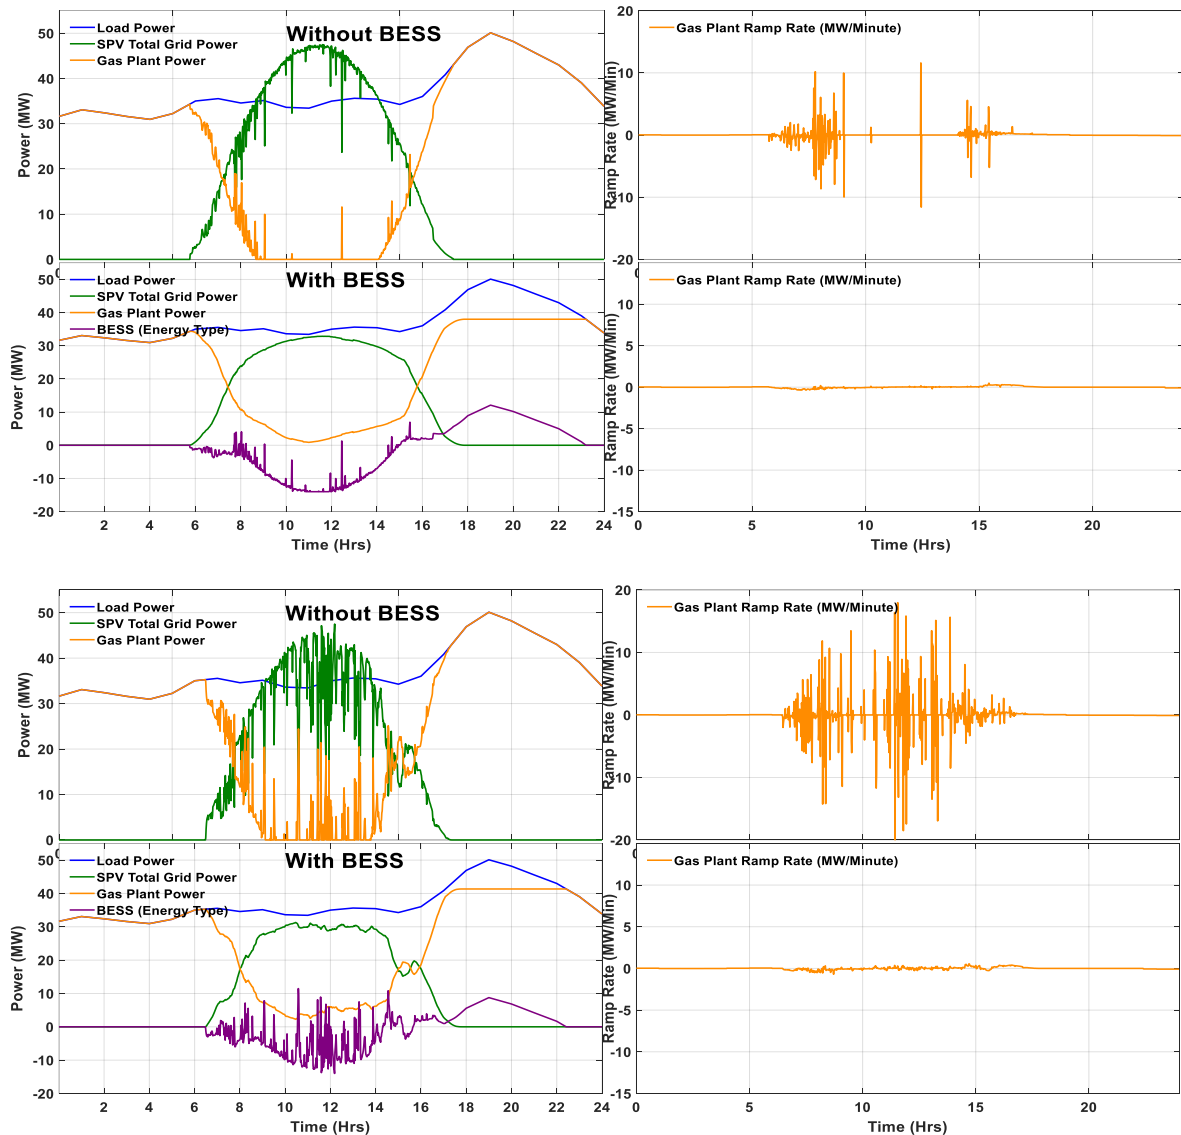 Without BESS
Load Power
SPV Total Grid Power
Gas Plant Power
Power (MW)
50
40
30
20
10
0
Gas Plant Ramp Rate (MW/Minute)
Ramp Rate (MW/Min)
20
10
0
-10
-20
With BESS
Load Power
SPV Total Grid Power
Gas Plant Power
BESS (Energy Type)
Power (MW)
50
40
30
20
10
0
-10
-20
2 4 6 8 10 12 14 16 18 20 22 24
Time (Hrs)
Gas Plant Ramp Rate (MW/Minute)
Ramp Rate (MW/Min)
10
5
0
-5
-10
-15
0 5 10 15 20
Time (Hrs)
Without BESS
Load Power
SPV Total Grid Power
Gas Plant Power
Power (MW)
50
40
30
20
10
0
Gas Plant Ramp Rate (MW/Minute)
Ramp Rate (MW/Min)
20
10
0
-10
-20
With BESS
Load Power
SPV Total Grid Power
Gas Plant Power
BESS (Energy Type)
Power (MW)
50
40
30
20
10
0
-10
-20
2 4 6 8 10 12 14 16 18 20 22 24
Time (Hrs)
Gas Plant Ramp Rate (MW/Minute)
Ramp Rate (MW/Min)
10
5
0
-5
-10
-15
0 5 10 15 20
Time (Hrs)